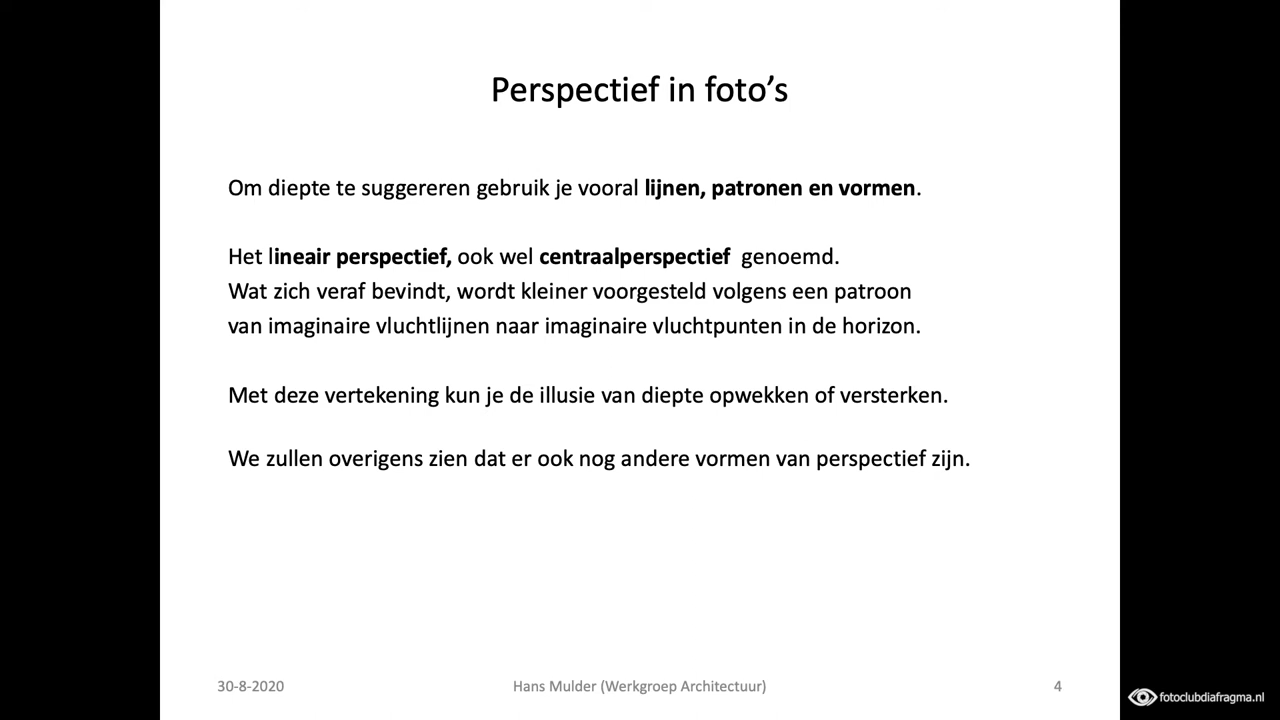 Perspectief in foto’s
Om diepte te suggereren gebruik je vooral lijnen, patronen en vormen.
Het lineair perspectief, ook wel centraalperspectief genoemd.
Wat zich veraf bevindt, wordt kleiner voorgesteld volgens een patroon
van imaginaire vluchtlijnen naar imaginaire vluchtpunten in de horizon.
Met deze vertekening kun je de illusie van diepte opwekken of versterken.
We zullen overigens zien dat er ook nog andere vormen van perspectief zijn.
30-8-2020
Hans Mulder (Werkgroep Architectuur)
4
fotoclubdiafragma.nl